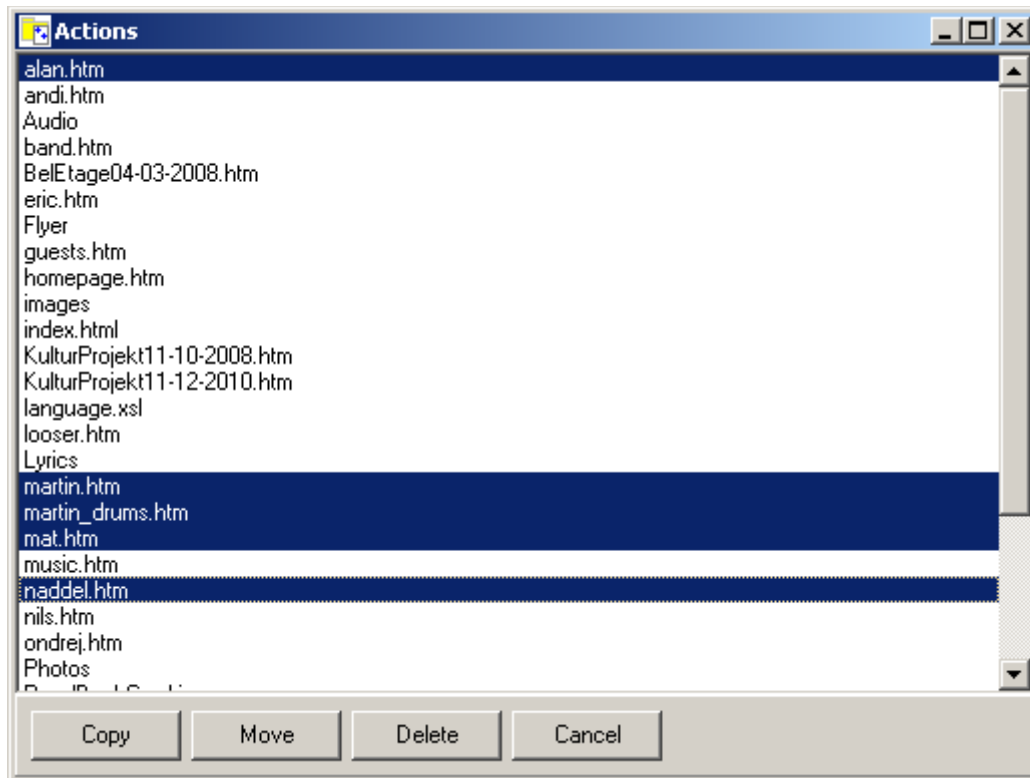 Actions
alan.htm
andi.htm
Audio
band.htm
BelEtage04-03-2008.htm
eric.htm
Flyer
guests.htm
homepage.htm
images
index.html
KulturProjekt11-10-2008.htm
KulturProjekt11-12-2010.htm
language.xsl
looser.htm
Lyrics
martin.htm
martin_drums.htm
mat.htm
music.htm
naddel.htm
nils.htm
ondrej.htm
Photos
Copy Move Delete Cancel